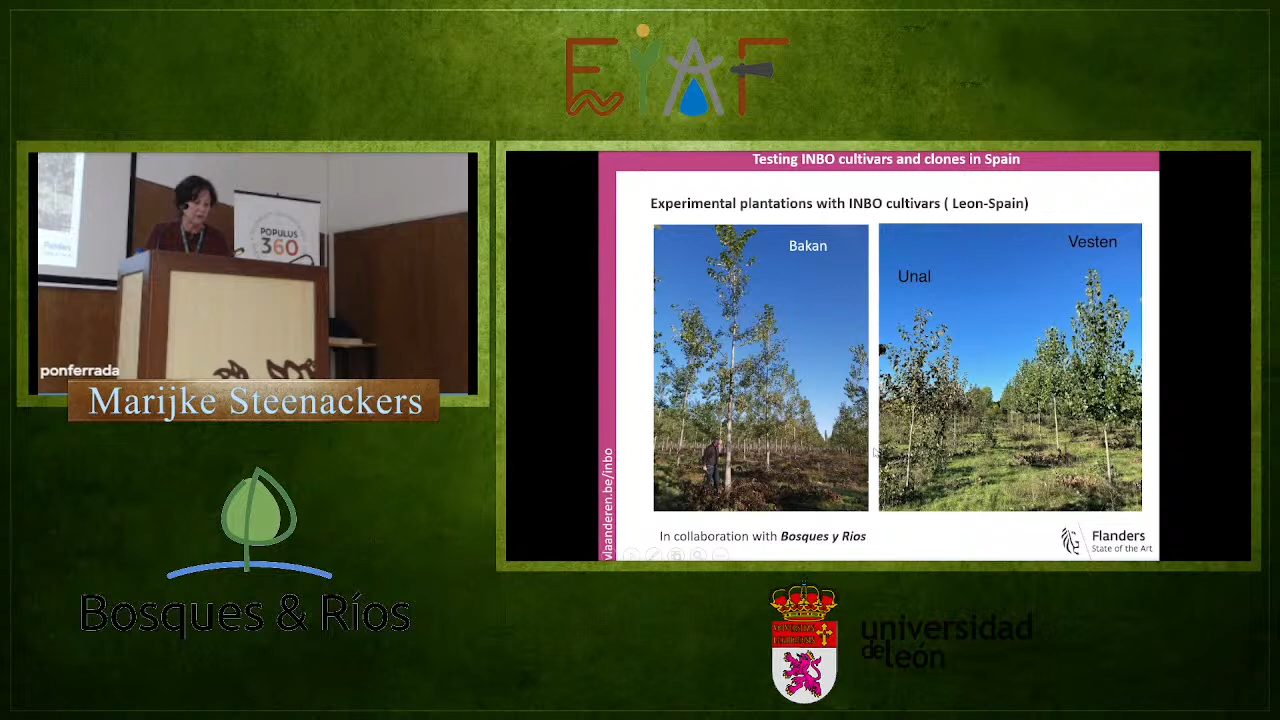 EIAF
Testing INBO cultivars and clones in Spain
Experimental plantations with INBO cultivars ( Leon-Spain)
Bakan
Unal
Vesten
In collaboration with Bosques y Rios
Flanders
State of the Art
vlaanderen.be/inbo
POPULUS
360
Flanders
ponferrada
Marijke Steenackers
Bosques & Ríos
universidad
de león